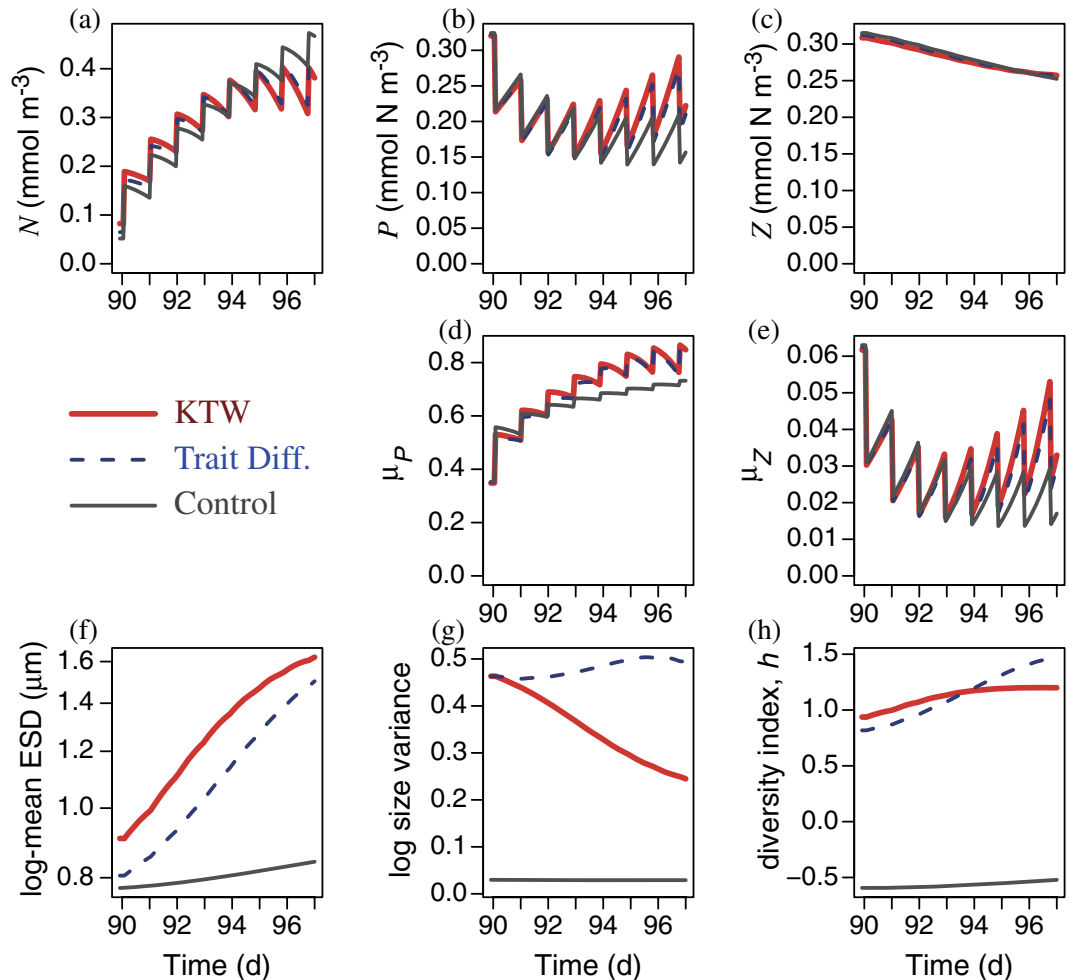 (a)
N (mmol m⁻³)
0.4
0.3
0.2
0.1
0.0
90 92 94 96
(b)
P (mmol N m⁻³)
0.30
0.25
0.20
0.15
0.10
0.05
0.00
90 92 94 96
(c)
Z (mmol N m⁻³)
0.30
0.25
0.20
0.15
0.10
0.05
0.00
90 92 94 96
KTW
Trait Diff.
Control
(d)
μP
0.8
0.6
0.4
0.2
0.0
90 92 94 96
(e)
μZ
0.06
0.05
0.04
0.03
0.02
0.01
0.00
90 92 94 96
(f)
log-mean ESD (μm)
1.6
1.4
1.2
1.0
0.8
90 92 94 96
Time (d)
(g)
log size variance
0.5
0.4
0.3
0.2
0.1
0.0
90 92 94 96
Time (d)
(h)
diversity index, h
1.5
1.0
0.5
0.0
−0.5
90 92 94 96
Time (d)